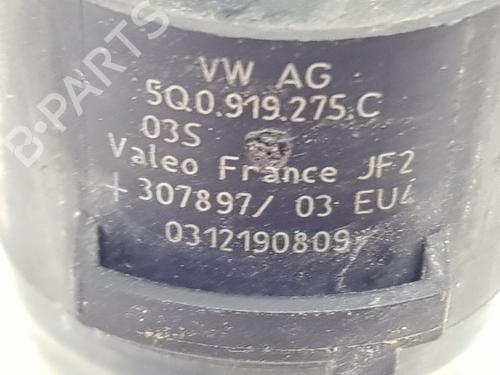 VW AG
5Q0.919.275.C
03S
Valeo France JF2
+307897/ 03 EU4
0312190809
B-PARTS